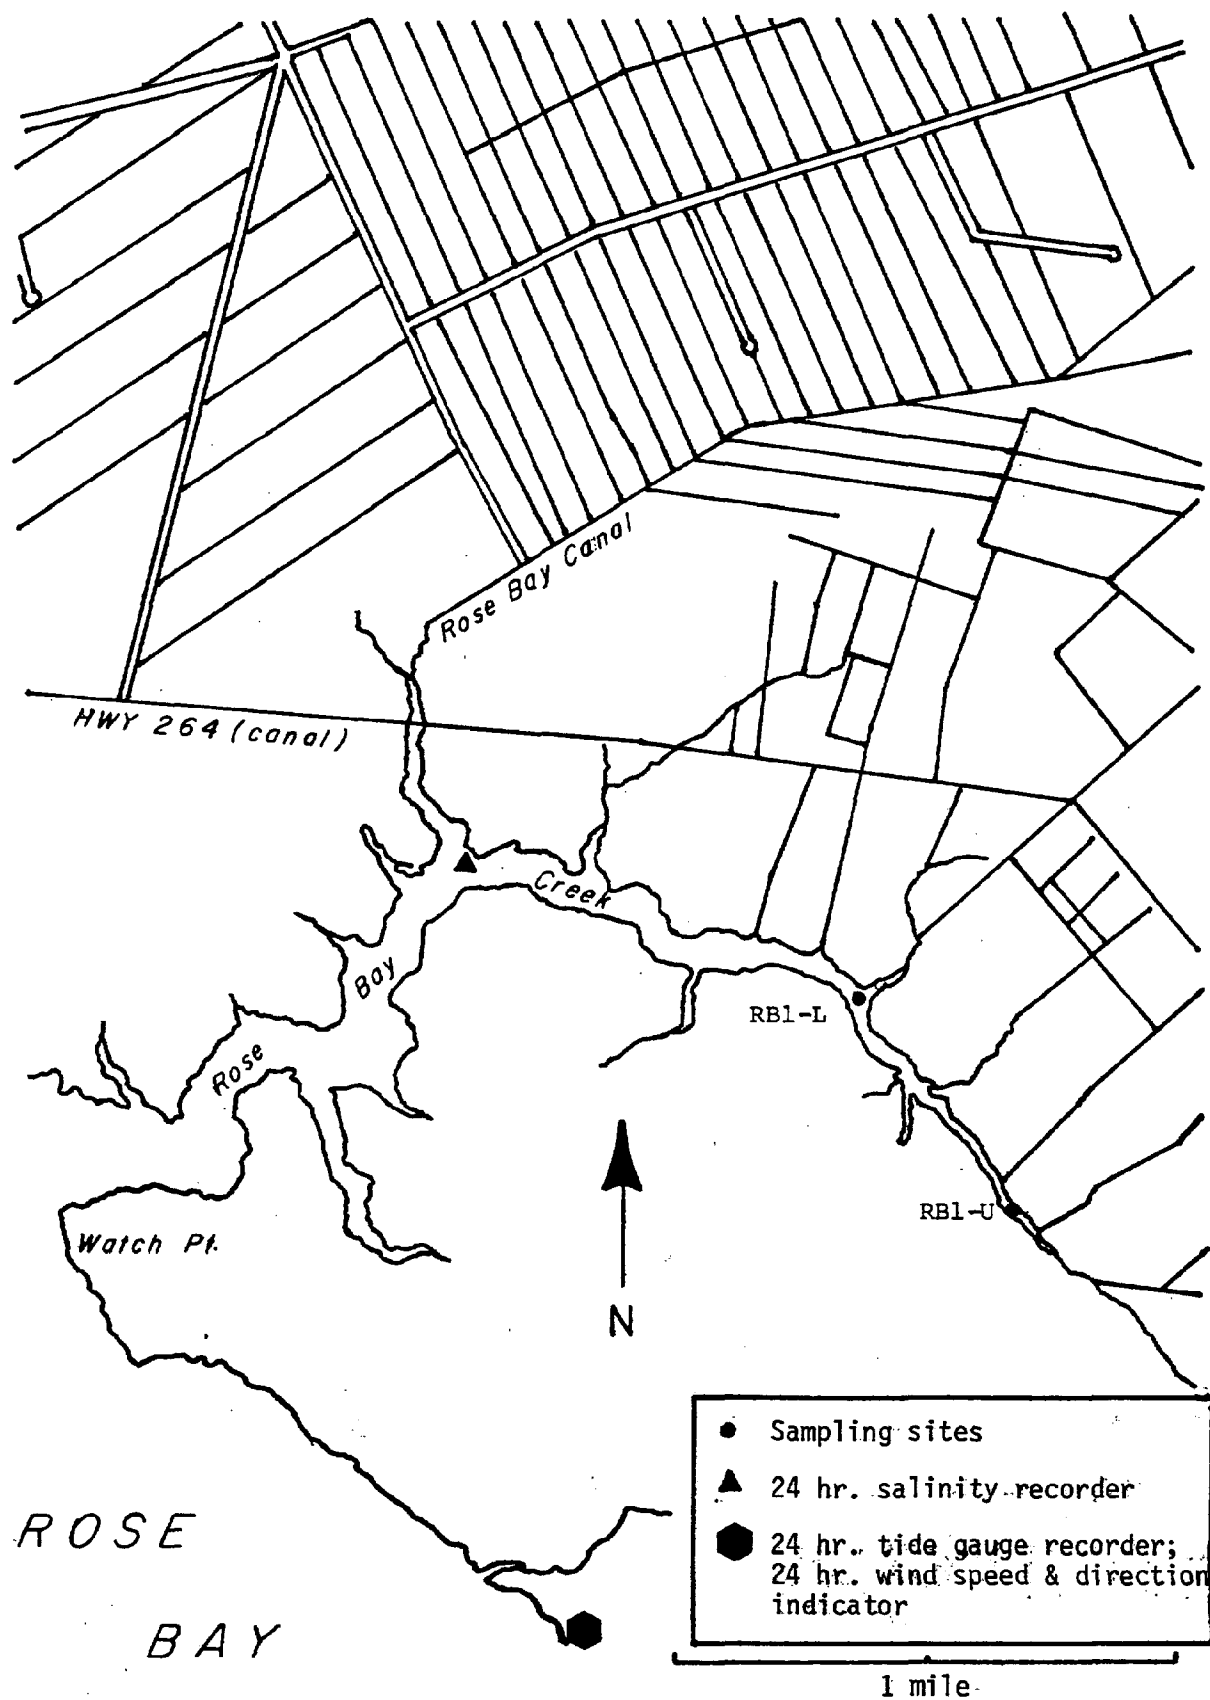 Rose Bay Canal
HWY 264 (canal)
Creek
Bay
Rose
RB1-L
RB1-U
Watch Pt.
N
ROSE
BAY
Sampling sites
24 hr. salinity recorder
24 hr. tide gauge recorder;
24 hr. wind speed & direction
indicator
1 mile